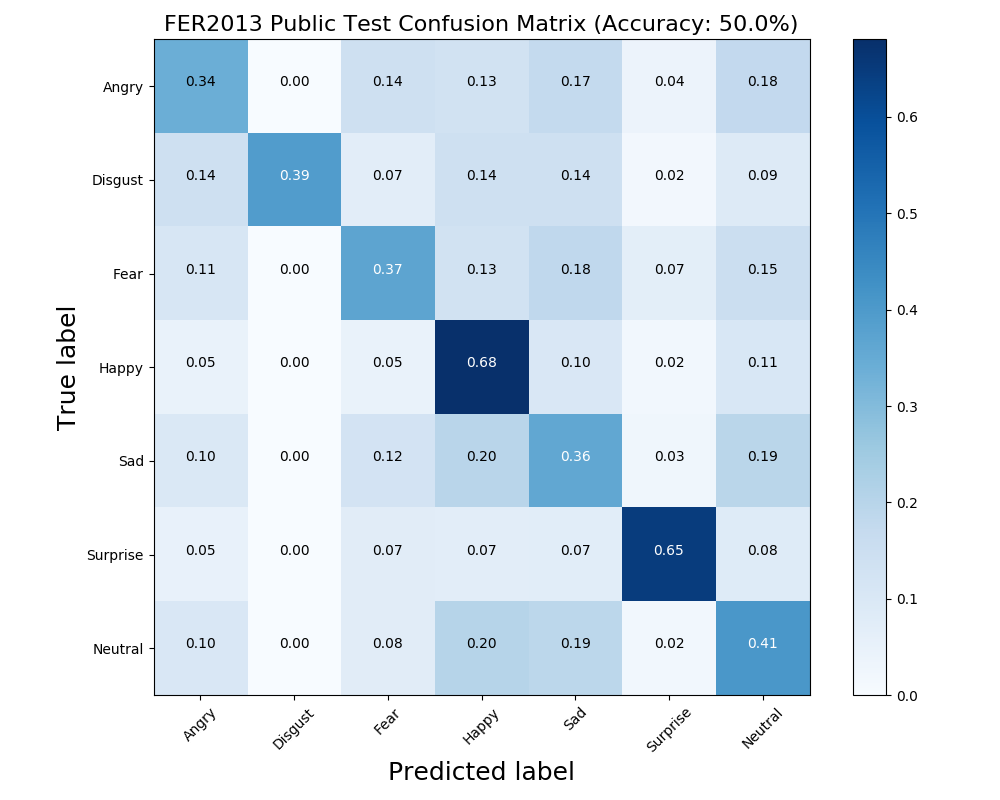 FER2013 Public Test Confusion Matrix (Accuracy: 50.0%)
Angry 0.34 0.00 0.14 0.13 0.17 0.04 0.18
Disgust 0.14 0.39 0.07 0.14 0.14 0.02 0.09
Fear 0.11 0.00 0.37 0.13 0.18 0.07 0.15
Happy 0.05 0.00 0.05 0.68 0.10 0.02 0.11
Sad 0.10 0.00 0.12 0.20 0.36 0.03 0.19
Surprise 0.05 0.00 0.07 0.07 0.07 0.65 0.08
Neutral 0.10 0.00 0.08 0.20 0.19 0.02 0.41
Angry Disgust Fear Happy Sad Surprise Neutral
Predicted label
True label
0.6
0.5
0.4
0.3
0.2
0.1
0.0